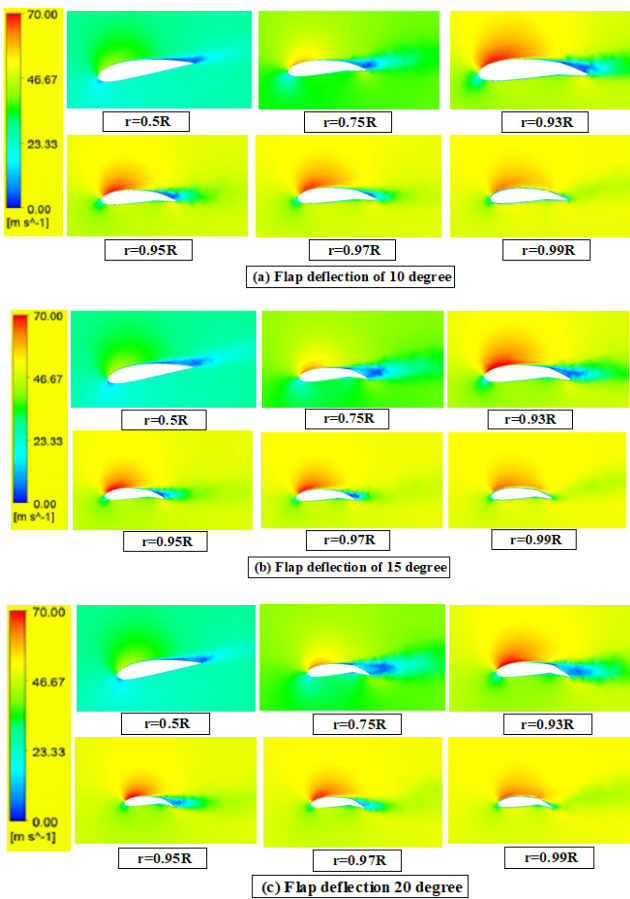 70.00
46.67
23.33
0.00
[m s^-1]
r=0.5R
r=0.75R
r=0.93R
r=0.95R
r=0.97R
r=0.99R
(a) Flap deflection of 10 degree
70.00
46.67
23.33
0.00
[m s^-1]
r=0.5R
r=0.75R
r=0.93R
r=0.95R
r=0.97R
r=0.99R
(b) Flap deflection of 15 degree
70.00
46.67
23.33
0.00
[m s^-1]
r=0.5R
r=0.75R
r=0.93R
r=0.95R
r=0.97R
r=0.99R
(c) Flap deflection 20 degree